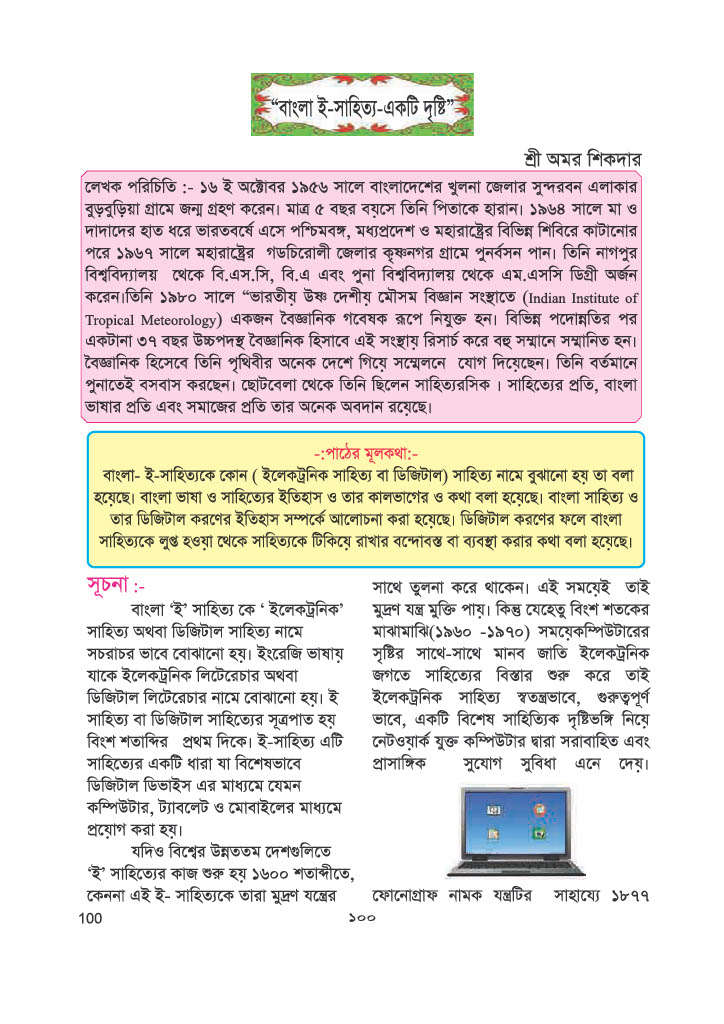 “বাংলা ই-সাহিত্য-একটি দৃষ্টি”
শ্রী অমর শিকদার
লেখক পরিচিতি :- ১৬ ই অক্টোবর ১৯৫৬ সালে বাংলাদেশের খুলনা জেলার সুন্দরবন এলাকার
বুড়বুড়িয়া গ্রামে জন্ম গ্রহণ করেন। মাত্র ৫ বছর বয়সে তিনি পিতাকে হারান। ১৯৬৪ সালে মা ও
দাদাদের হাত ধরে ভারতবর্ষে এসে পশ্চিমবঙ্গ, মধ্যপ্রদেশ ও মহারাষ্ট্রের বিভিন্ন শিবিরে কাটানোর
পরে ১৯৬৭ সালে মহারাষ্ট্রের গডচিরোলী জেলার কৃষ্ণনগর গ্রামে পুনর্বসন পান। তিনি নাগপুর
বিশ্ববিদ্যালয় থেকে বি.এস.সি, বি.এ এবং পুনা বিশ্ববিদ্যালয় থেকে এম.এসসি ডিগ্রী অর্জন
করেন।তিনি ১৯৮০ সালে “ভারতীয় উষ্ণ দেশীয় মৌসম বিজ্ঞান সংস্থাতে (Indian Institute of
Tropical Meteorology) একজন বৈজ্ঞানিক গবেষক রূপে নিযুক্ত হন। বিভিন্ন পদোন্নতির পর
একটানা ৩৭ বছর উচ্চপদস্থ বৈজ্ঞানিক হিসাবে এই সংস্থায় রিসার্চ করে বহু সম্মানে সম্মানিত হন।
বৈজ্ঞানিক হিসেবে তিনি পৃথিবীর অনেক দেশে গিয়ে সম্মেলনে যোগ দিয়েছেন। তিনি বর্তমানে
পুনাতেই বসবাস করছেন। ছোটবেলা থেকে তিনি ছিলেন সাহিত্যরসিক । সাহিত্যের প্রতি, বাংলা
ভাষার প্রতি এবং সমাজের প্রতি তার অনেক অবদান রয়েছে।
-:পাঠের মূলকথা:-
বাংলা- ই-সাহিত্যকে কোন ( ইলেকট্রনিক সাহিত্য বা ডিজিটাল) সাহিত্য নামে বুঝানো হয় তা বলা
হয়েছে। বাংলা ভাষা ও সাহিত্যের ইতিহাস ও তার কালভাগের ও কথা বলা হয়েছে। বাংলা সাহিত্য ও
তার ডিজিটাল করণের ইতিহাস সম্পর্কে আলোচনা করা হয়েছে। ডিজিটাল করণের ফলে বাংলা
সাহিত্যকে লুপ্ত হওয়া থেকে সাহিত্যকে টিকিয়ে রাখার বন্দোবস্ত বা ব্যবস্থা করার কথা বলা হয়েছে।
সূচনা :-
বাংলা ‘ই’ সাহিত্য কে ‘ ইলেকট্রনিক’
সাহিত্য অথবা ডিজিটাল সাহিত্য নামে
সচরাচর ভাবে বোঝানো হয়। ইংরেজি ভাষায়
যাকে ইলেকট্রনিক লিটেরেচার অথবা
ডিজিটাল লিটেরেচার নামে বোঝানো হয়। ই
সাহিত্য বা ডিজিটাল সাহিত্যের সূত্রপাত হয়
বিংশ শতাব্দির প্রথম দিকে। ই-সাহিত্য এটি
সাহিত্যের একটি ধারা যা বিশেষভাবে
ডিজিটাল ডিভাইস এর মাধ্যমে যেমন
কম্পিউটার, ট্যাবলেট ও মোবাইলের মাধ্যমে
প্রয়োগ করা হয়।
যদিও বিশ্বের উন্নততম দেশগুলিতে
‘ই’ সাহিত্যের কাজ শুরু হয় ১৬০০ শতাব্দীতে,
কেননা এই ই- সাহিত্যকে তারা মুদ্রণ যন্ত্রের
সাথে তুলনা করে থাকেন। এই সময়েই তাই
মুদ্রণ যন্ত্র মুক্তি পায়। কিন্তু যেহেতু বিংশ শতকের
মাঝামাঝি(১৯৬০ -১৯৭০) সময়েকম্পিউটারের
সৃষ্টির সাথে-সাথে মানব জাতি ইলেকট্রনিক
জগতে সাহিত্যের বিস্তার শুরু করে তাই
ইলেকট্রনিক সাহিত্য স্বতন্ত্রভাবে, গুরুত্বপূর্ণ
ভাবে, একটি বিশেষ সাহিত্যিক দৃষ্টিভঙ্গি নিয়ে
নেটওয়ার্ক যুক্ত কম্পিউটার দ্বারা সরাবাহিত এবং
প্রাসাঙ্গিক সুযোগ সুবিধা এনে দেয়।
ফোনোগ্রাফ নামক যন্ত্রটির সাহায্যে ১৮৭৭
100
১০০